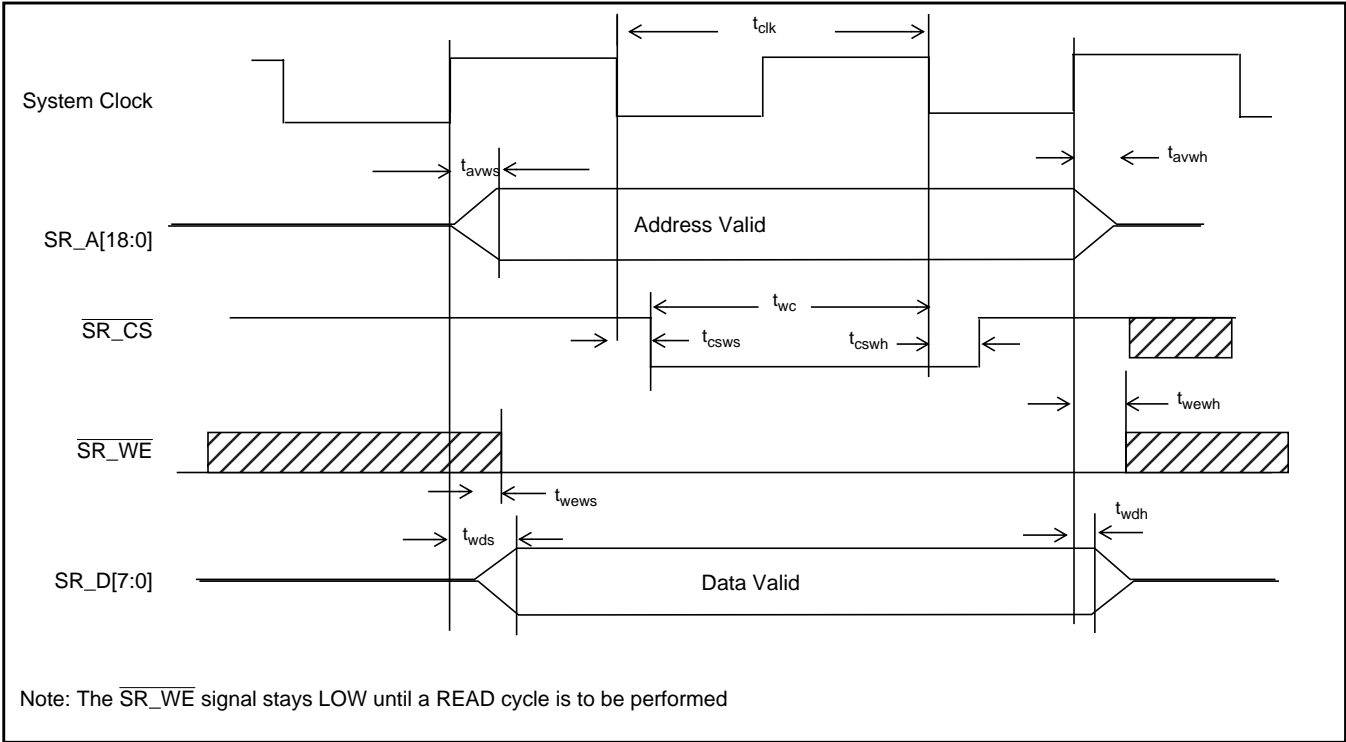 t_clk
System Clock
t_avws
t_avwh
SR_A[18:0]
Address Valid
t_wc
SR_CS
t_csws
t_cswh
t_wewh
SR_WE
t_wews
t_wds
t_wdh
SR_D[7:0]
Data Valid
Note: The SR_WE signal stays LOW until a READ cycle is to be performed